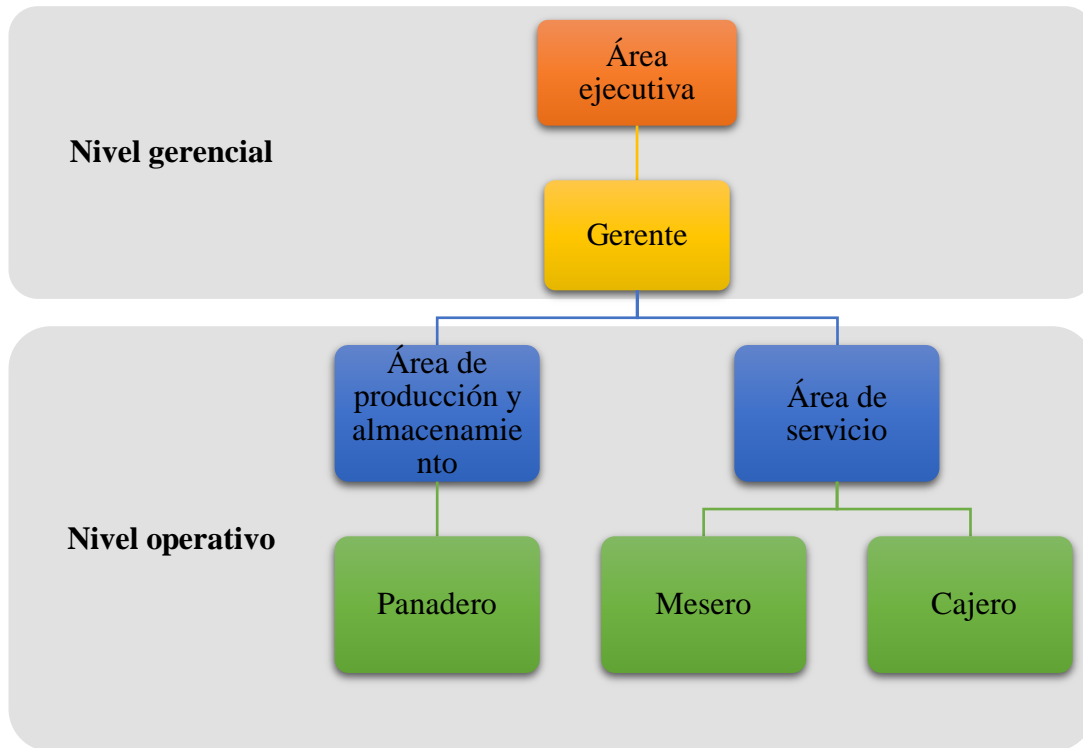 Área
ejecutiva
Nivel gerencial
Gerente
Área de
producción y
almacenamie
nto
Área de
servicio
Nivel operativo
Panadero
Mesero
Cajero